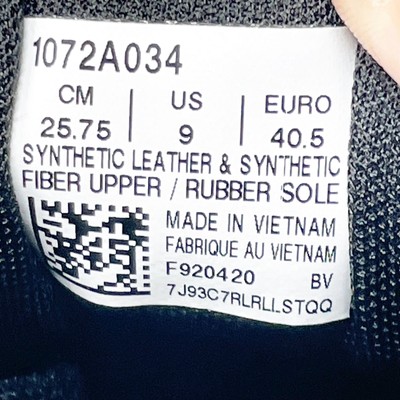 1072A034
CM | US | EURO
25.75 | 9 | 40.5
SYNTHETIC LEATHER & SYNTHETIC
FIBER UPPER / RUBBER SOLE
MADE IN VIETNAM
FABRIQUE AU VIETNAM
F920420 BV
7J93C7RLRLLSTQQ